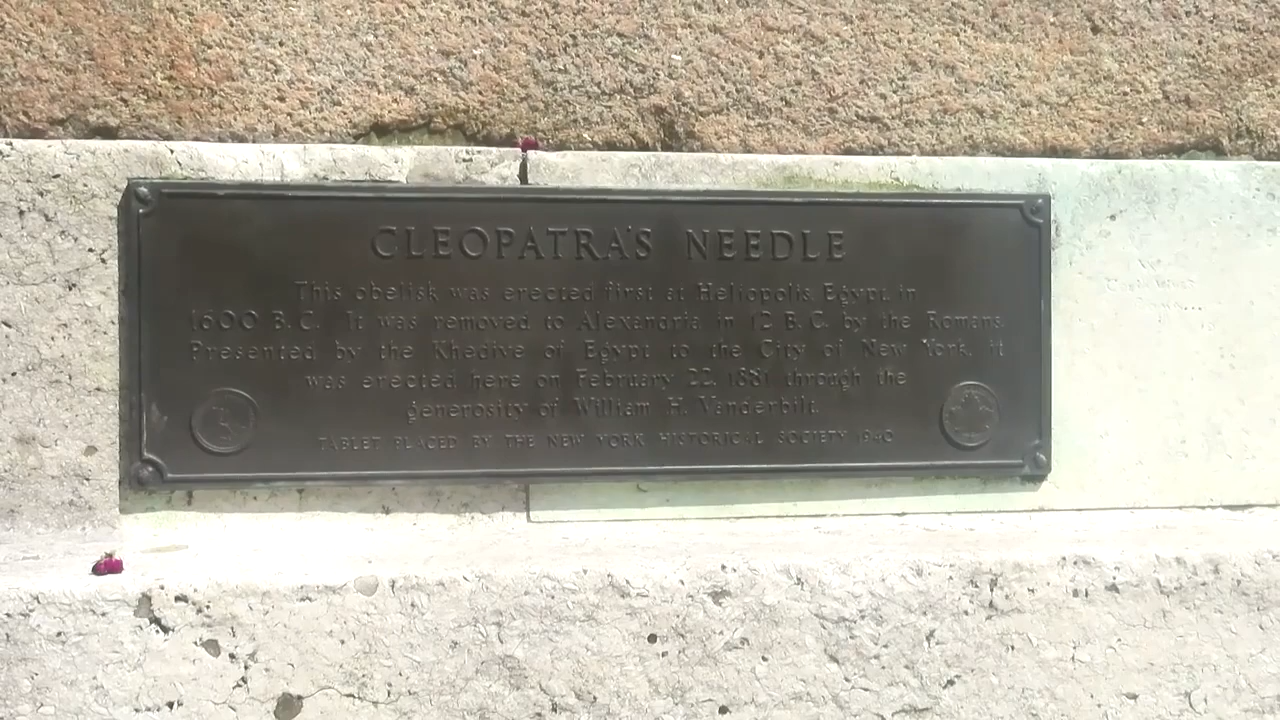 CLEOPATRA'S NEEDLE
This obelisk was erected first at Heliopolis, Egypt in
1600 B.C. It was removed to Alexandria in 12 B.C. by the Romans.
Presented by the Khedive of Egypt to the City of New York, it
was erected here on February 22, 1881 through the
generosity of William H. Vanderbilt.
TABLET PLACED BY THE NEW YORK HISTORICAL SOCIETY 1940